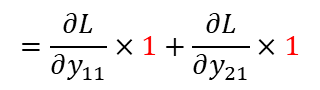 = ∂L/∂y₁₁ × 1 + ∂L/∂y₂₁ × 1